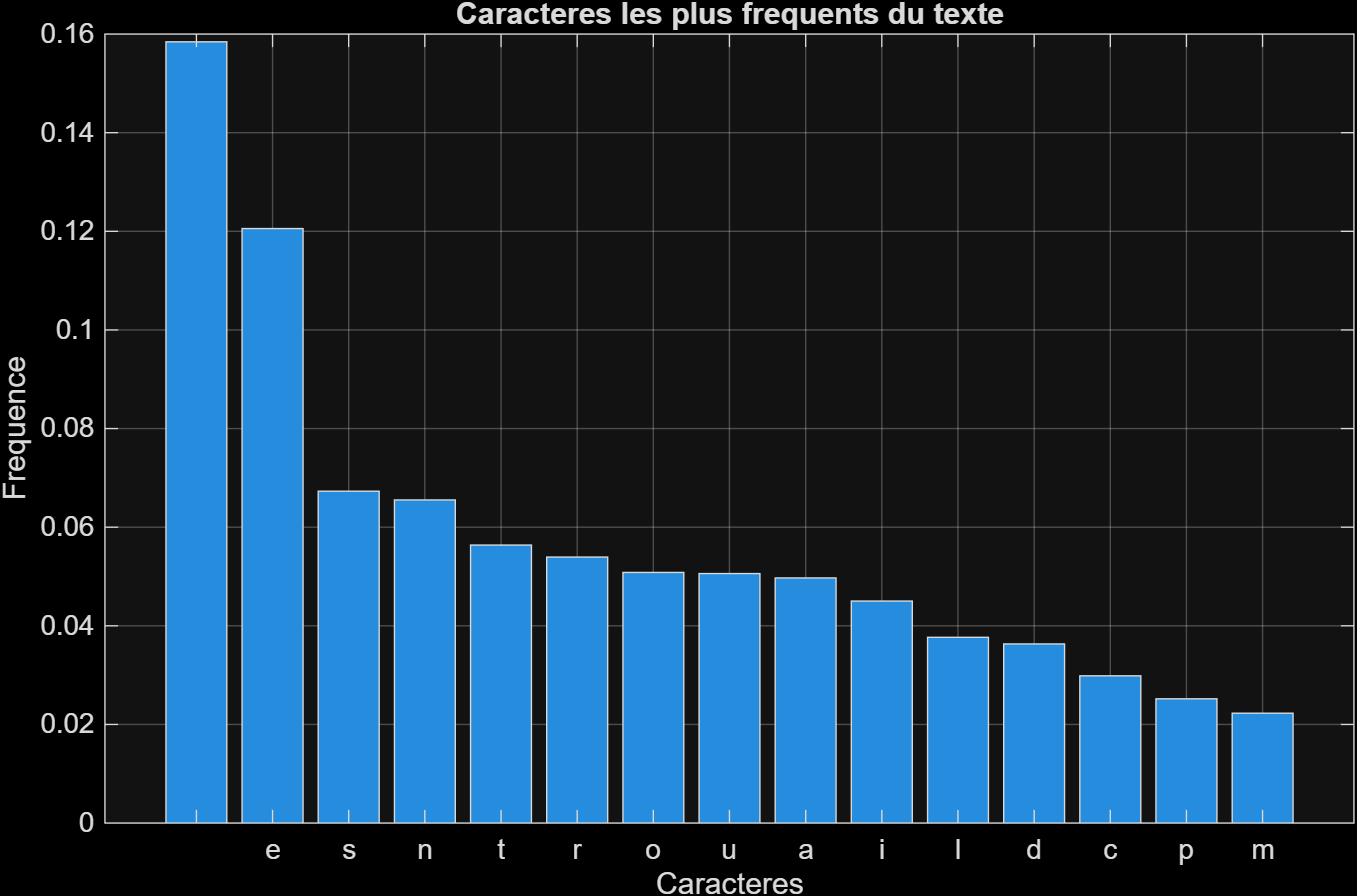 Caracteres les plus frequents du texte
0.16
0.14
0.12
0.1
0.08
0.06
0.04
0.02
0
Frequence
e s n t r o u a i l d c p m
Caracteres